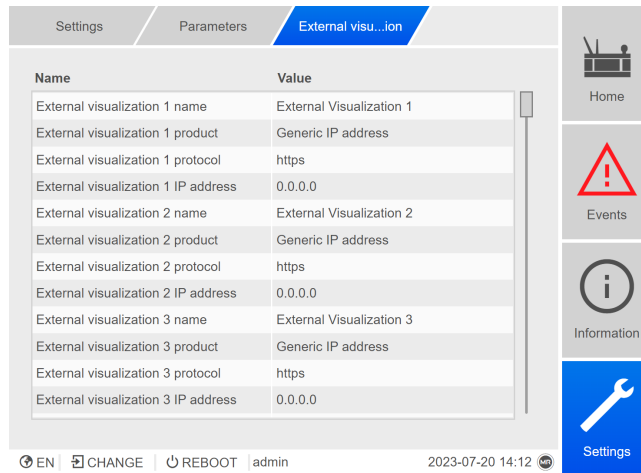 Settings Parameters External visu...ion
Name Value
External visualization 1 name External Visualization 1
External visualization 1 product Generic IP address
External visualization 1 protocol https
External visualization 1 IP address 0.0.0.0
External visualization 2 name External Visualization 2
External visualization 2 product Generic IP address
External visualization 2 protocol https
External visualization 2 IP address 0.0.0.0
External visualization 3 name External Visualization 3
External visualization 3 product Generic IP address
External visualization 3 protocol https
External visualization 3 IP address 0.0.0.0
Home
Events
Information
Settings
EN CHANGE REBOOT admin 2023-07-20 14:12 MR